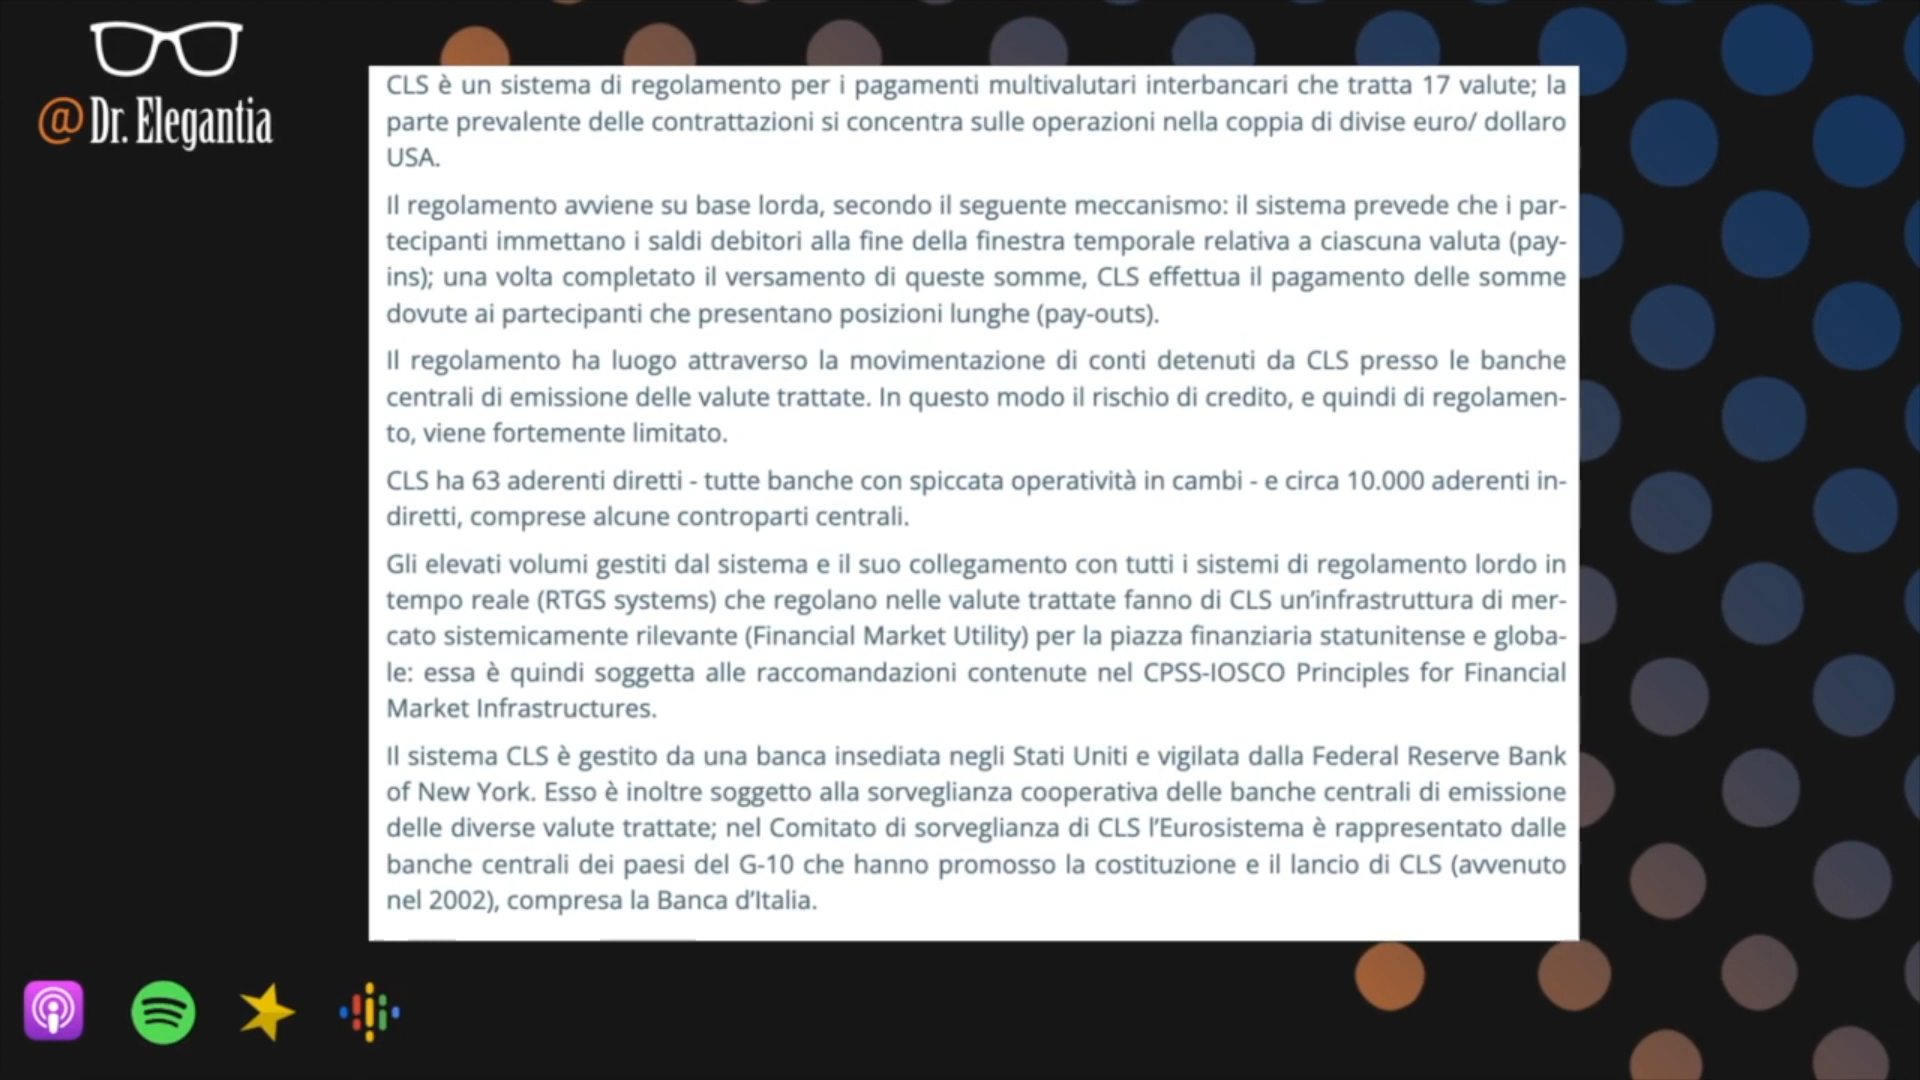 @ Dr. Elegantia
CLS è un sistema di regolamento per i pagamenti multivalutari interbancari che tratta 17 valute; la
parte prevalente delle contrattazioni si concentra sulle operazioni nella coppia di divise euro/ dollaro
USA.
Il regolamento avviene su base lorda, secondo il seguente meccanismo: il sistema prevede che i par-
tecipanti immettano i saldi debitori alla fine della finestra temporale relativa a ciascuna valuta (pay-
ins); una volta completato il versamento di queste somme, CLS effettua il pagamento delle somme
dovute ai partecipanti che presentano posizioni lunghe (pay-outs).
Il regolamento ha luogo attraverso la movimentazione di conti detenuti da CLS presso le banche
centrali di emissione delle valute trattate. In questo modo il rischio di credito, e quindi di regolamen-
to, viene fortemente limitato.
CLS ha 63 aderenti diretti - tutte banche con spiccata operatività in cambi - e circa 10.000 aderenti in-
diretti, comprese alcune controparti centrali.
Gli elevati volumi gestiti dal sistema e il suo collegamento con tutti i sistemi di regolamento lordo in
tempo reale (RTGS systems) che regolano nelle valute trattate fanno di CLS un'infrastruttura di mer-
cato sistemicamente rilevante (Financial Market Utility) per la piazza finanziaria statunitense e globa-
le: essa è quindi soggetta alle raccomandazioni contenute nel CPSS-IOSCO Principles for Financial
Market Infrastructures.
Il sistema CLS è gestito da una banca insediata negli Stati Uniti e vigilata dalla Federal Reserve Bank
of New York. Esso è inoltre soggetto alla sorveglianza cooperativa delle banche centrali di emissione
delle diverse valute trattate; nel Comitato di sorveglianza di CLS l'Eurosistema è rappresentato dalle
banche centrali dei paesi del G-10 che hanno promosso la costituzione e il lancio di CLS (avvenuto
nel 2002), compresa la Banca d'Italia.